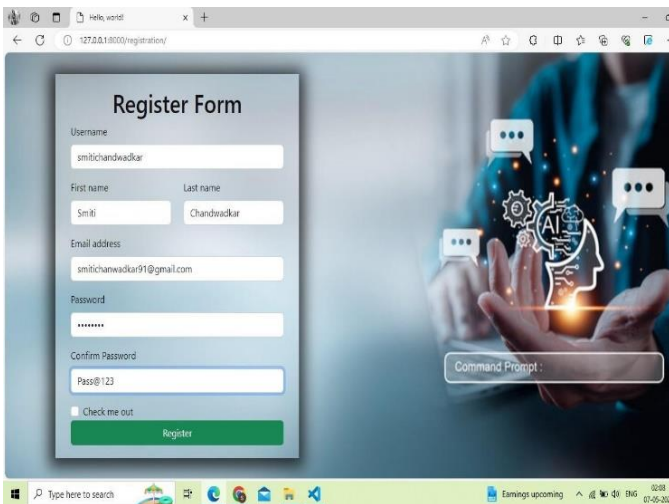 Hello, world!
127.0.0.1:8000/registration/
Register Form
Username
smitichandwadkar
First name Last name
Smiti Chandwadkar
Email address
smitichanwadkar91@gmail.com
Password
Confirm Password
Pass@123
Check me out
Register
AI
Command Prompt :
Type here to search
Earnings upcoming
ENG
02:03